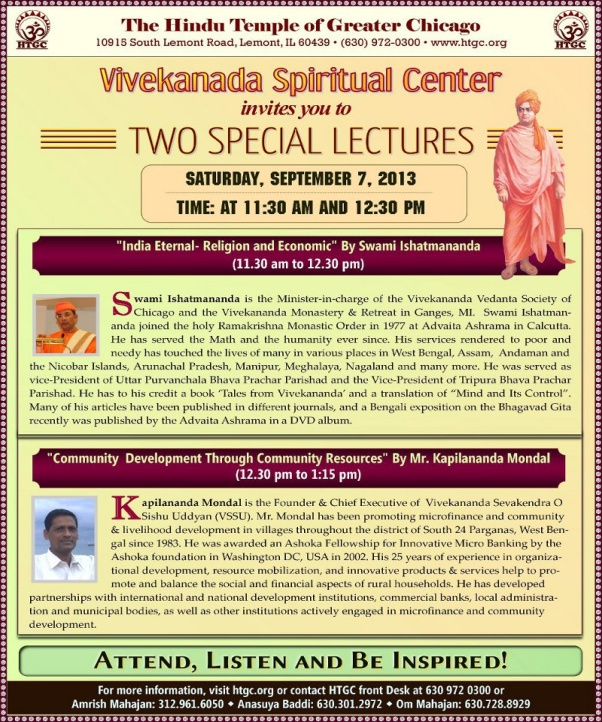 The Hindu Temple of Greater Chicago
HTGC
HTGC
10915 South Lemont Road, Lemont, IL 60439 • (630) 972-0300 • www.htgc.org
Vivekanada Spiritual Center
invites you to
TWO SPECIAL LECTURES
SATURDAY, SEPTEMBER 7, 2013
TIME: AT 11:30 AM AND 12:30 PM
"India Eternal- Religion and Economic" By Swami Ishatmananda
(11.30 am to 12.30 pm)
Swami Ishatmananda is the Minister-in-charge of the Vivekananda Vedanta Society of
Chicago and the Vivekananda Monastery & Retreat in Ganges, MI. Swami Ishatman-
anda joined the holy Ramakrishna Monastic Order in 1977 at Advaita Ashrama in Calcutta.
He has served the Math and the humanity ever since. His services rendered to poor and
needy has touched the lives of many in various places in West Bengal, Assam, Andaman and
the Nicobar Islands, Arunachal Pradesh, Manipur, Meghalaya, Nagaland and many more. He was served as
vice-President of Uttar Purvanchala Bhava Prachar Parishad and the Vice-President of Tripura Bhava Prachar
Parishad. He has to his credit a book 'Tales from Vivekananda' and a translation of "Mind and Its Control".
Many of his articles have been published in different journals, and a Bengali exposition on the Bhagavad Gita
recently was published by the Advaita Ashrama in a DVD album.
"Community Development Through Community Resources" By Mr. Kapilananda Mondal
(12.30 pm to 1:15 pm)
Kapilananda Mondal is the Founder & Chief Executive of Vivekananda Sevakendra O
Sishu Uddyan (VSSU). Mr. Mondal has been promoting microfinance and community
& livelihood development in villages throughout the district of South 24 Parganas, West Ben-
gal since 1983. He was awarded an Ashoka Fellowship for Innovative Micro Banking by the
Ashoka foundation in Washington DC, USA in 2002. His 25 years of experience in organiza-
tional development, resource mobilization, and innovative products & services help to pro-
mote and balance the social and financial aspects of rural households. He has developed
partnerships with international and national development institutions, commercial banks, local administra-
tion and municipal bodies, as well as other institutions actively engaged in microfinance and community
development.
ATTEND, LISTEN AND BE INSPIRED!
For more information, visit htgc.org or contact HTGC front Desk at 630 972 0300 or
Amrish Mahajan: 312.961.6050 ◆ Anasuya Baddi: 630.301.2972 ◆ Om Mahajan: 630.728.8929